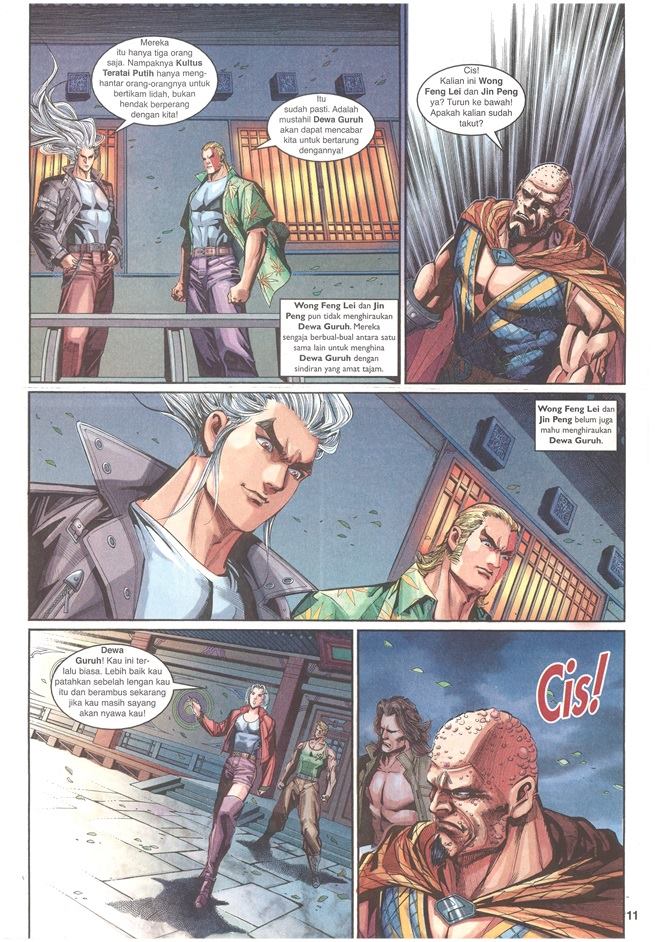 Mereka
itu hanya tiga orang
saja. Nampaknya Kultus
Teratai Putih hanya meng-
hantar orang-orangnya untuk
bertikam lidah, bukan
hendak berperang
dengan kita!
Itu
sudah pasti. Adalah
mustahil Dewa Guruh
akan dapat mencabar
kita untuk bertarung
dengannya!
Wong Feng Lei dan Jin
Peng pun tidak menghiraukan
Dewa Guruh. Mereka
sengaja berbual-bual antara satu
sama lain untuk menghina
Dewa Guruh dengan
sindiran yang amat tajam.
Cis!
Kalian ini Wong
Feng Lei dan Jin Peng
ya? Turun ke bawah!
Apakah kalian sudah
takut?
Wong Feng Lei dan
Jin Peng belum juga
mahu menghiraukan
Dewa Guruh.
Dewa
Guruh! Kau ini ter-
lalu biasa. Lebih baik kau
patahkan sebelah lengan kau
itu dan berambus sekarang
jika kau masih sayang
akan nyawa kau!
Cis!
11